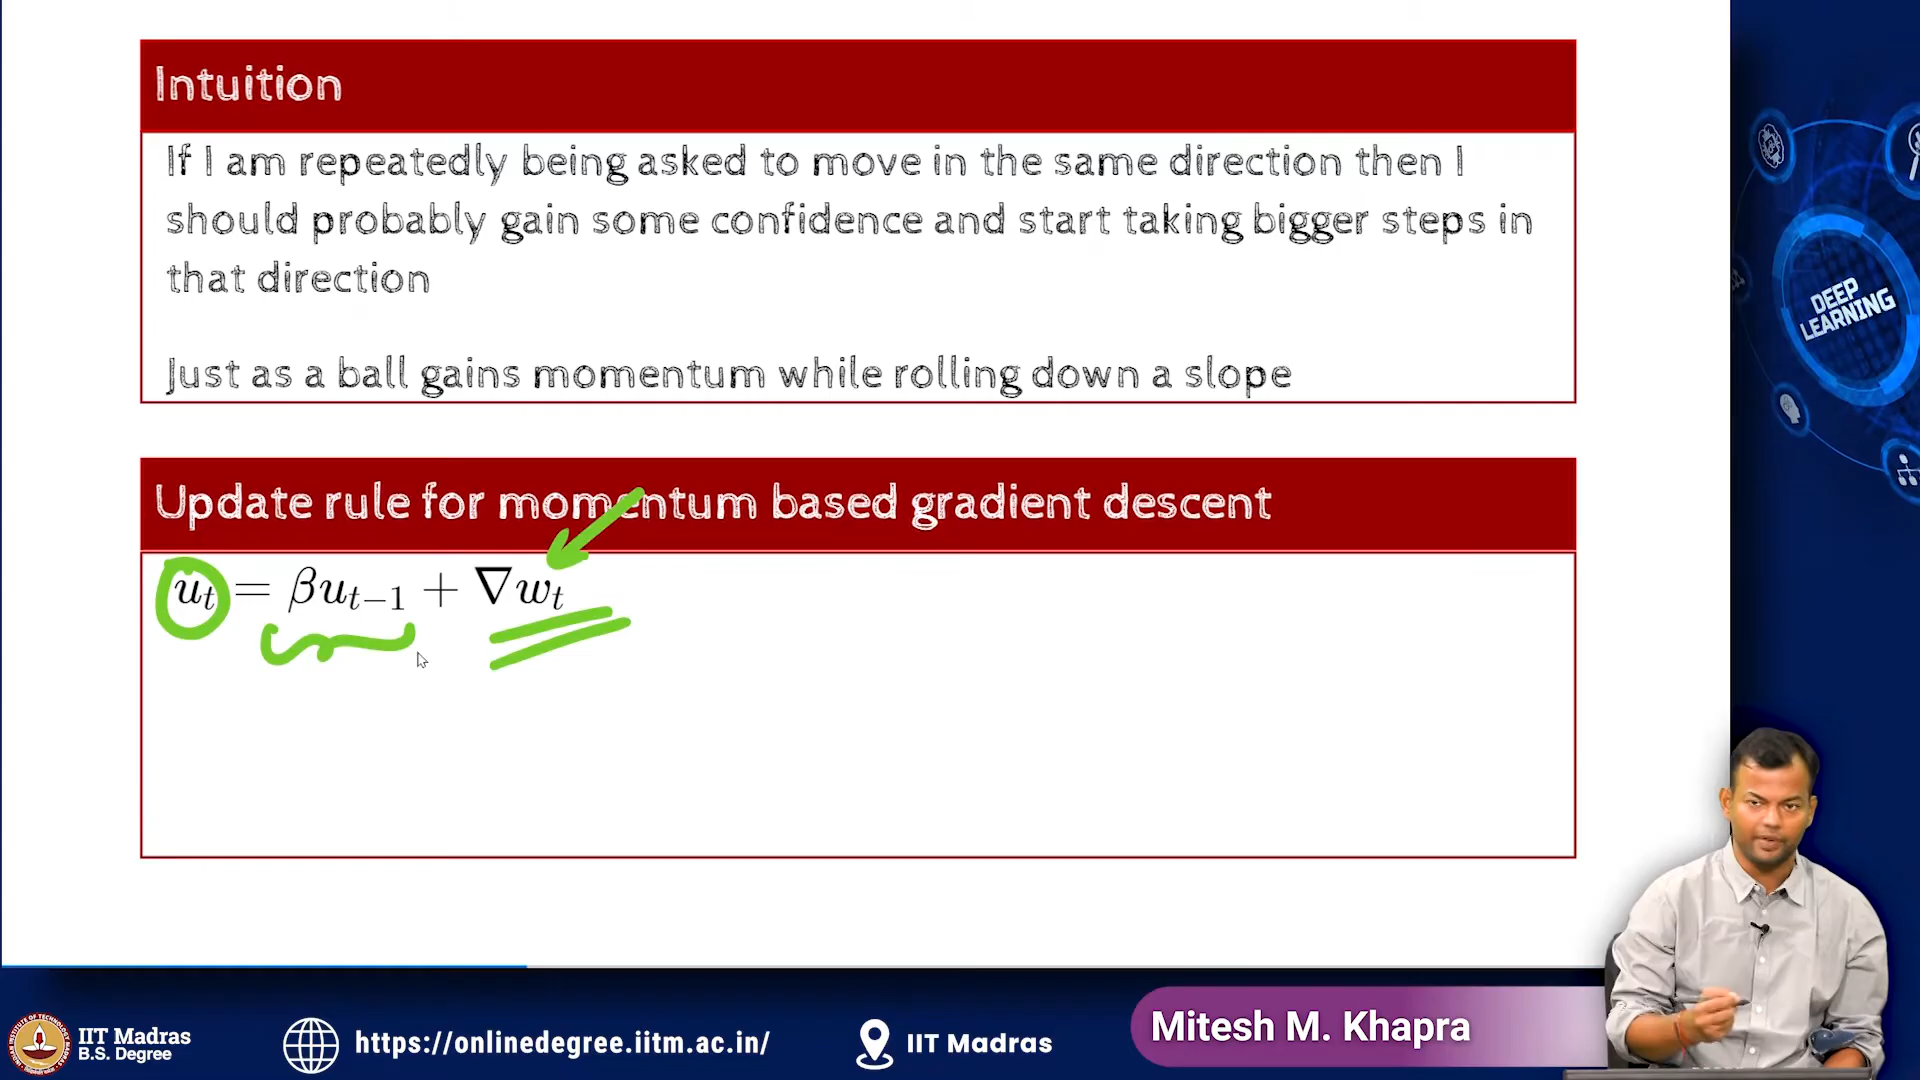 Intuition
If I am repeatedly being asked to move in the same direction then I
should probably gain some confidence and start taking bigger steps in
that direction
Just as a ball gains momentum while rolling down a slope
Update rule for momentum based gradient descent
u_t = βu_{t−1} + ∇w_t
DEEP
LEARNING
IIT Madras
B.S. Degree
https://onlinedegree.iitm.ac.in/
IIT Madras
Mitesh M. Khapra